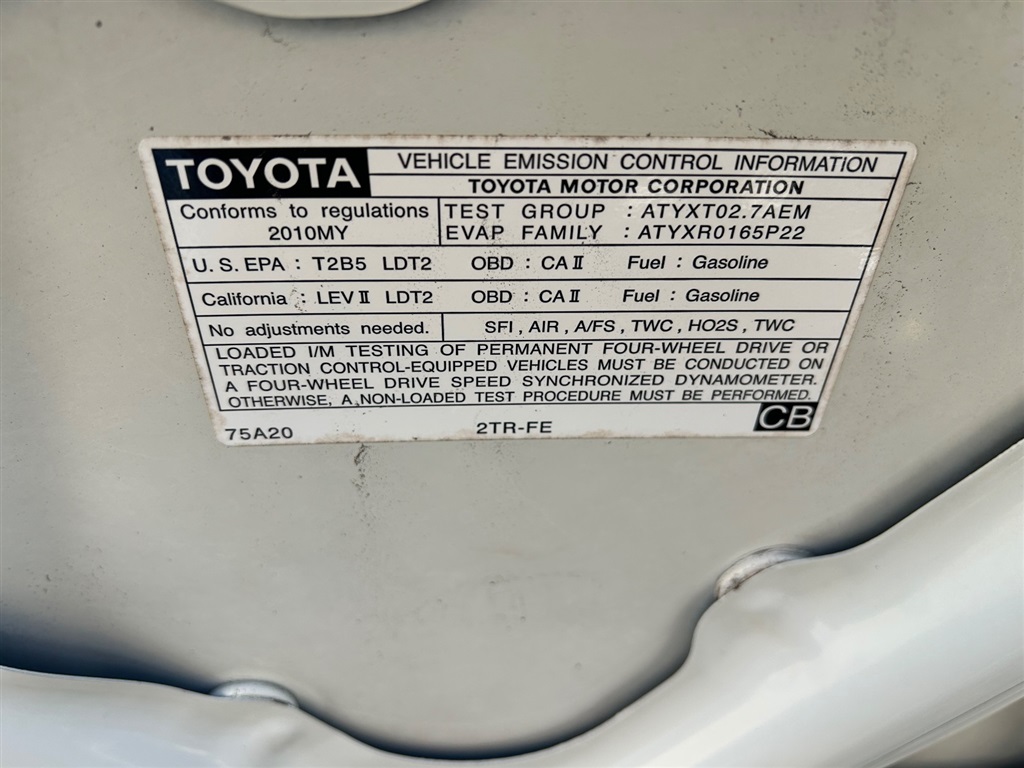 TOYOTA VEHICLE EMISSION CONTROL INFORMATION
TOYOTA MOTOR CORPORATION
Conforms to regulations
2010MY
TEST GROUP : ATYXT02.7AEM
EVAP FAMILY : ATYXR0165P22
U.S. EPA : T2B5 LDT2 OBD : CA II Fuel : Gasoline
California : LEV II LDT2 OBD : CA II Fuel : Gasoline
No adjustments needed. SFI , AIR , A/FS , TWC , HO2S , TWC
LOADED I/M TESTING OF PERMANENT FOUR-WHEEL DRIVE OR
TRACTION CONTROL-EQUIPPED VEHICLES MUST BE CONDUCTED ON
A FOUR-WHEEL DRIVE SPEED SYNCHRONIZED DYNAMOMETER.
OTHERWISE, A NON-LOADED TEST PROCEDURE MUST BE PERFORMED.
75A20 2TR-FE CB